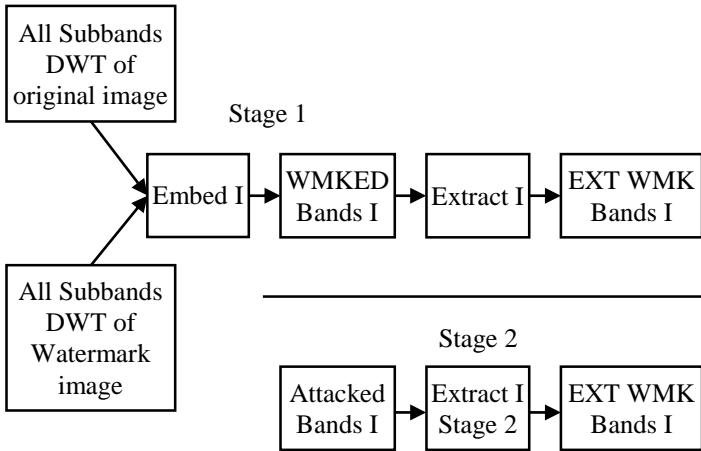 All Subbands
DWT of
original image
Stage 1
Embed I
WMKED
Bands I
Extract I
EXT WMK
Bands I
All Subbands
DWT of
Watermark
image
Stage 2
Attacked
Bands I
Extract I
Stage 2
EXT WMK
Bands I